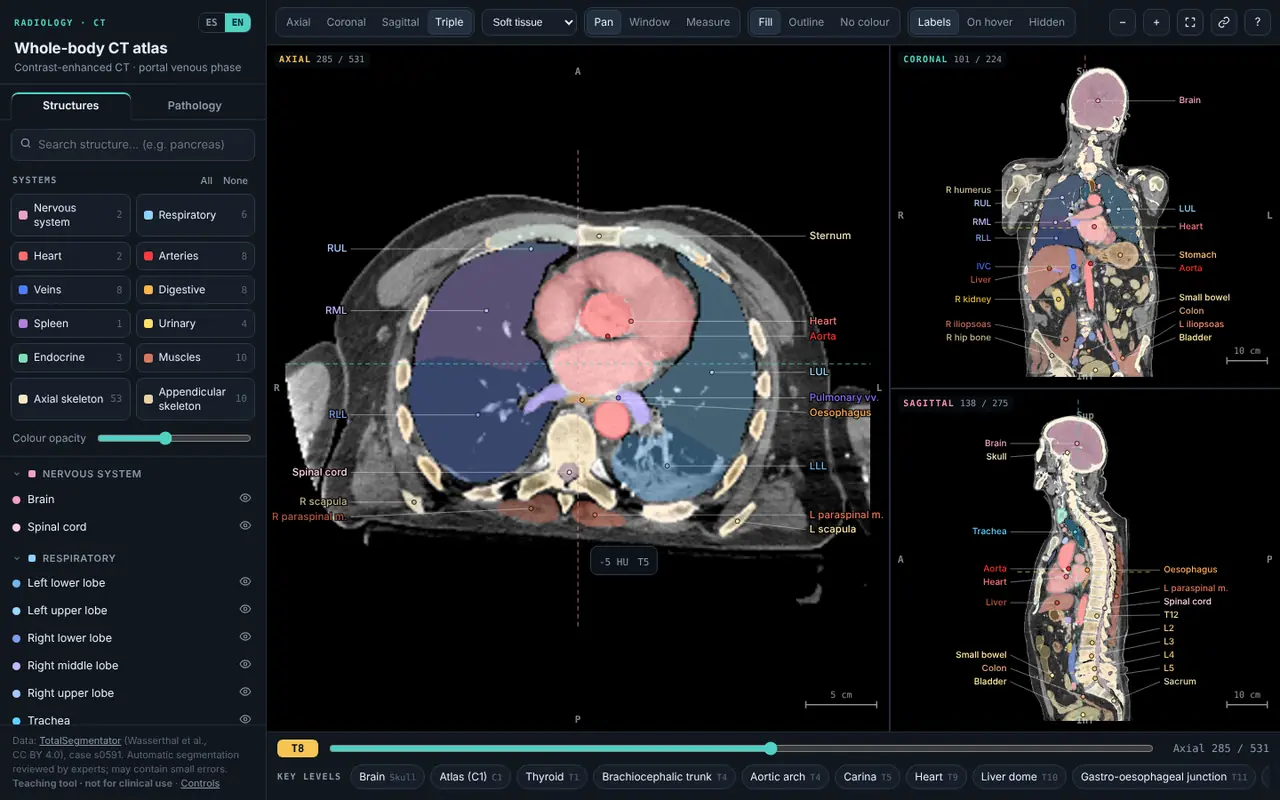 RADIOLOGY · CT
ES EN
Whole-body CT atlas
Contrast-enhanced CT · portal venous phase
Structures Pathology
Search structure... (e.g. pancreas)
SYSTEMS All None
Nervous system 2
Respiratory 6
Heart 2
Arteries 8
Veins 8
Digestive 8
Spleen 1
Urinary 4
Endocrine 3
Muscles 10
Axial skeleton 53
Appendicular skeleton 10
Colour opacity
NERVOUS SYSTEM
Brain
Spinal cord
RESPIRATORY
Left lower lobe
Left upper lobe
Right lower lobe
Right middle lobe
Right upper lobe
Trachea
Data: TotalSegmentator (Wasserthal et al.,
CC BY 4.0), case s0591. Automatic segmentation
reviewed by experts; may contain small errors.
Teaching tool · not for clinical use · Controls
Axial Coronal Sagittal Triple
Soft tissue
Pan Window Measure
Fill Outline No colour
Labels On hover Hidden
− + ?
AXIAL 285 / 531
A
RUL
Sternum
RML
Heart
Aorta
LUL
R
L
Pulmonary vv.
RLL
Oesophagus
Spinal cord
LLL
R scapula
R paraspinal m.
L paraspinal m.
L scapula
-5 HU T5
5 cm
P
CORONAL 101 / 224
Su
Brain
R humerus
RUL
LUL
R
L
RML
Heart
RLL
Stomach
IVC
Aorta
Liver
R kidney
Small bowel
Colon
R iliopsoas
L iliopsoas
R hip bone
Bladder
10 cm
Inf
SAGITTAL 138 / 275
Sup
Brain
Skull
Trachea
A
P
Aorta
Oesophagus
Heart
L paraspinal m.
Liver
Spinal cord
T12
L2
L3
Small bowel
L4
Colon
L5
Bladder
Sacrum
10 cm
Inf
T8
Axial 285 / 531
KEY LEVELS
Brain Skull
Atlas (C1) C1
Thyroid T1
Brachiocephalic trunk T4
Aortic arch T4
Carina T5
Heart T9
Liver dome T10
Gastro-oesophageal junction T11